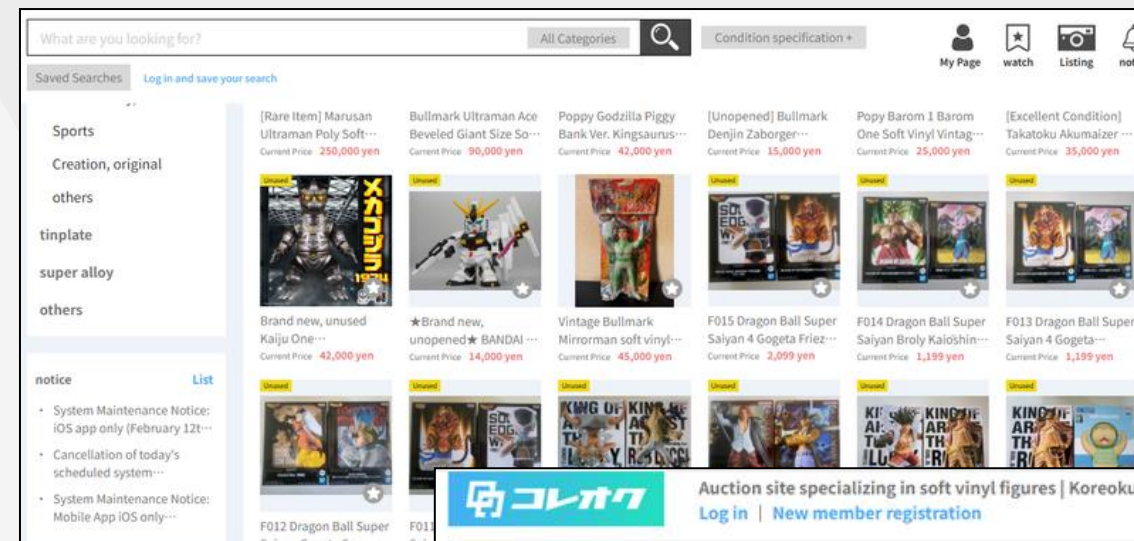 What are you looking for?
All Categories
Condition specification +
My Page
watch
Listing
Saved Searches
Log in and save your search
Sports
Creation, original
others
tinplate
super alloy
others
notice
List
• System Maintenance Notice:
iOS app only (February 12t···
• Cancellation of today's
scheduled system···
• System Maintenance Notice:
Mobile App iOS only···
[Rare Item] Marusan
Ultraman Poly Soft···
Current Price 250,000 yen
Bullmark Ultraman Ace
Beveled Giant Size So···
Current Price 90,000 yen
Poppy Godzilla Piggy
Bank Ver. Kingsaurus···
Current Price 42,000 yen
[Unopened] Bullmark
Denjin Zaborger···
Current Price 15,000 yen
Popy Barom 1 Barom
One Soft Vinyl Vintag···
Current Price 25,000 yen
[Excellent Condition]
Takatoku Akumaizer ···
Current Price 35,000 yen
Unused
メカゴジラ
1974
Brand new, unused
Kaiju One···
Current Price 42,000 yen
Unused
★Brand new,
unopened★ BANDAI ···
Current Price 14,000 yen
Vintage Bullmark
Mirrorman soft vinyl···
Current Price 45,000 yen
Unused
F015 Dragon Ball Super
Saiyan 4 Gogeta Friez···
Current Price 2,099 yen
Unused
F014 Dragon Ball Super
Saiyan Broly Kaioshin···
Current Price 1,199 yen
Unused
F013 Dragon Ball Super
Saiyan 4 Gogeta···
Current Price 1,199 yen
Unused
F012 Dragon Ball Super
Unused
F011
Unused
KING OF
Unused
Unused
Unused
コレオク
Auction site specializing in soft vinyl figures | Koreoku
Log in | New member registration